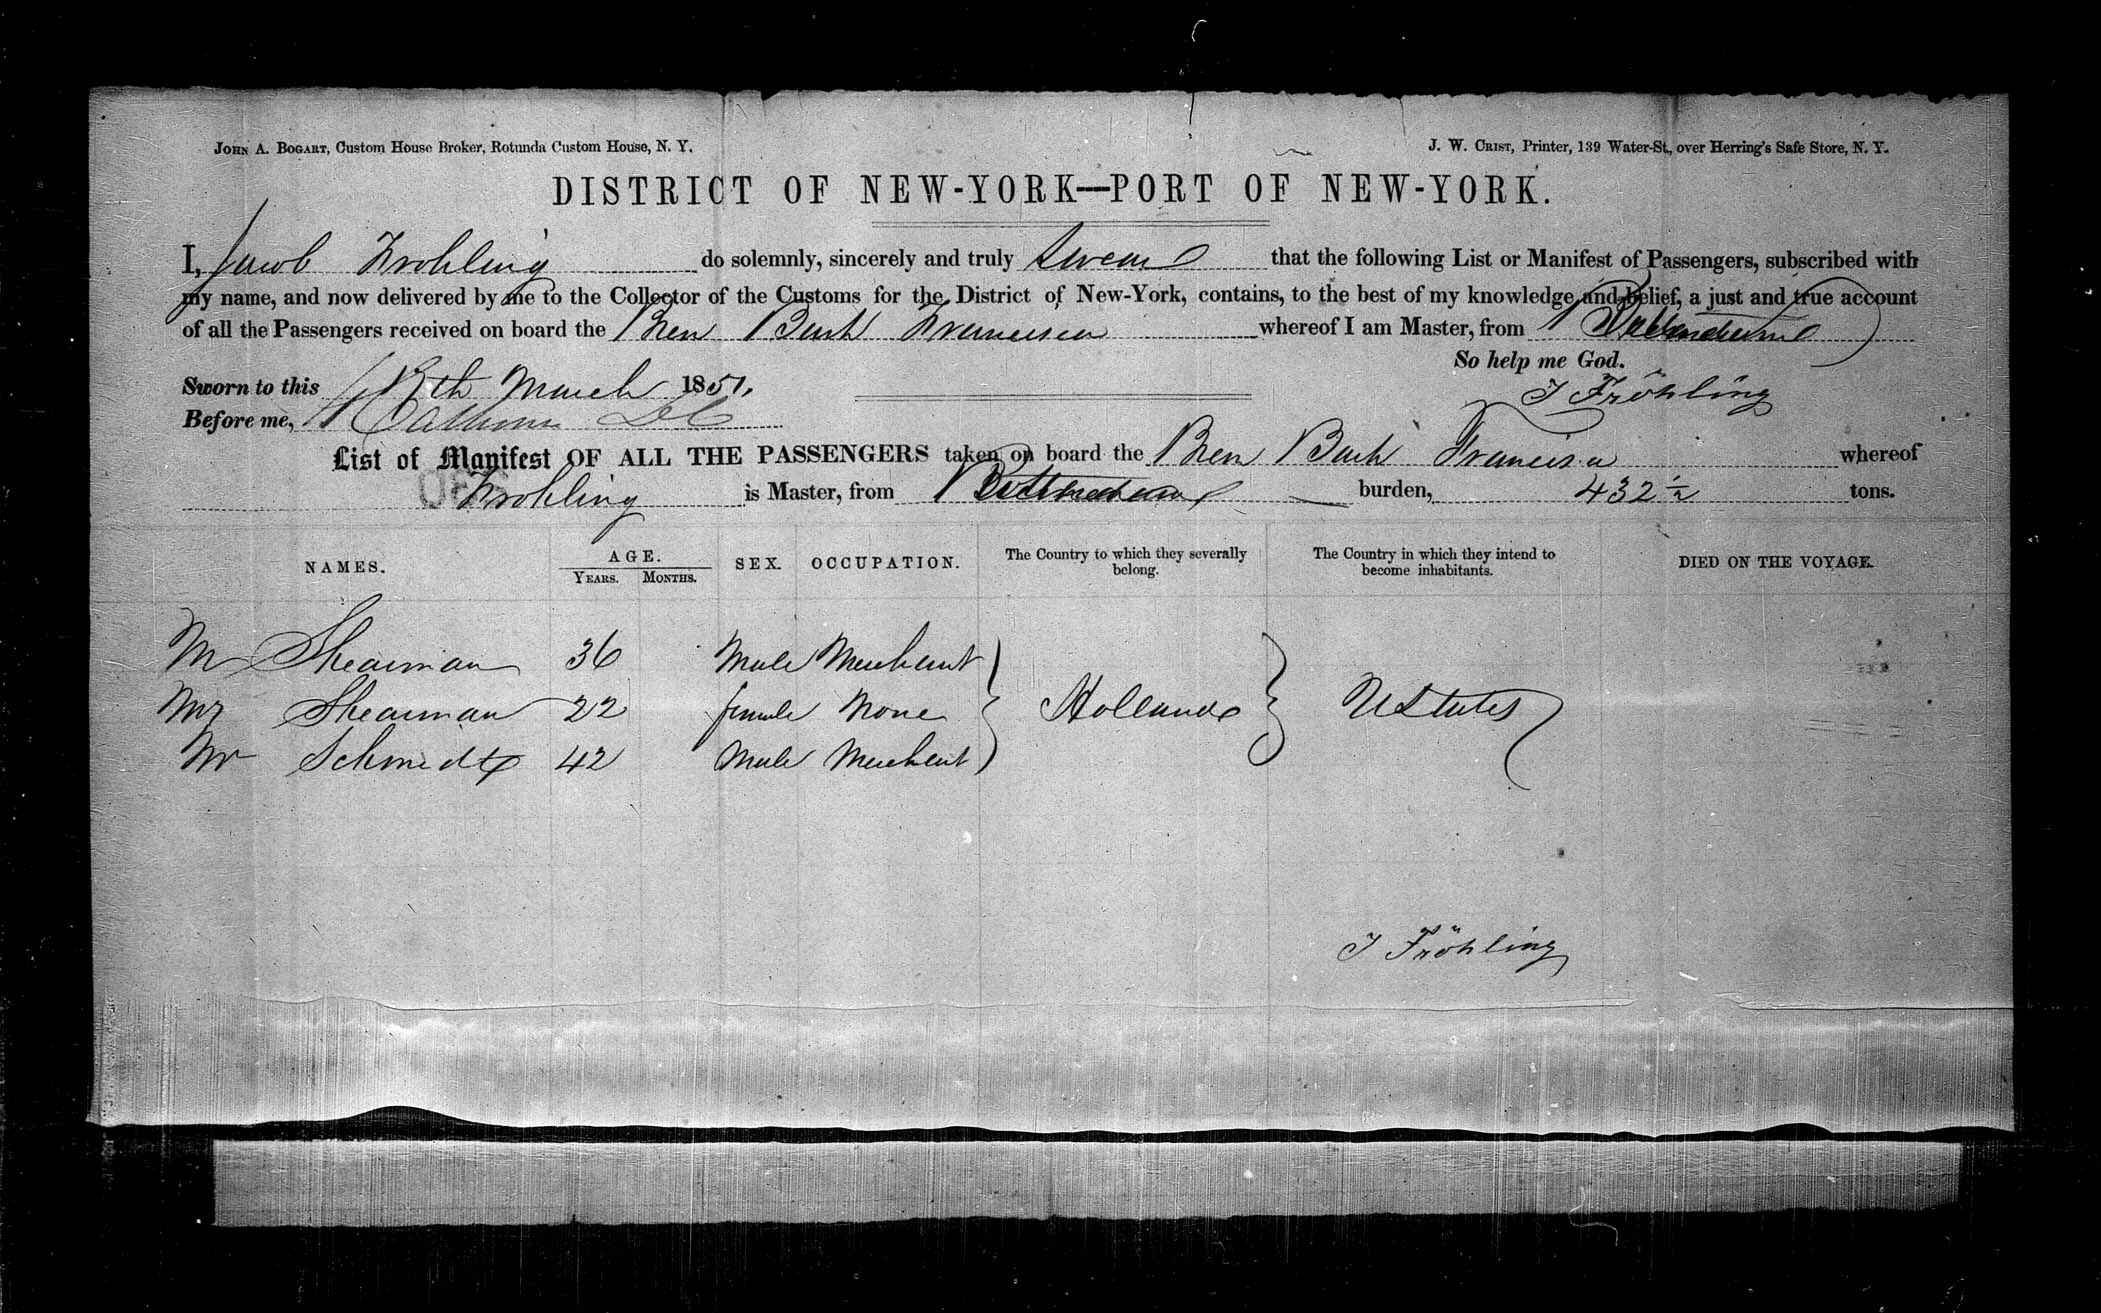 John A. Bogart, Custom House Broker, Rotunda Custom House, N. Y.
J. W. Crist, Printer, 139 Water-St., over Herring's Safe Store, N. Y.
DISTRICT OF NEW-YORK—PORT OF NEW-YORK.
I, Jacob Frohling do solemnly, sincerely and truly Swear that the following List or Manifest of Passengers, subscribed with
my name, and now delivered by me to the Collector of the Customs for the District of New-York, contains, to the best of my knowledge and belief, a just and true account
of all the Passengers received on board the Brem Bark Francisca whereof I am Master, from
So help me God.
Sworn to this March 1851.
J Fröhling
Before me,
List of Manifest OF ALL THE PASSENGERS taken on board the Brem Bark Francisca whereof
Frohling is Master, from burden, 432 1/2 tons.
NAMES. AGE. SEX. OCCUPATION. The Country to which they severally belong. The Country in which they intend to become inhabitants. DIED ON THE VOYAGE.
YEARS. MONTHS.
Mr Shearman 36 Male Merchant
Mrs Shearman 22 female None Holland U States
Mr Schmidt 42 Male Merchant
J Fröhling